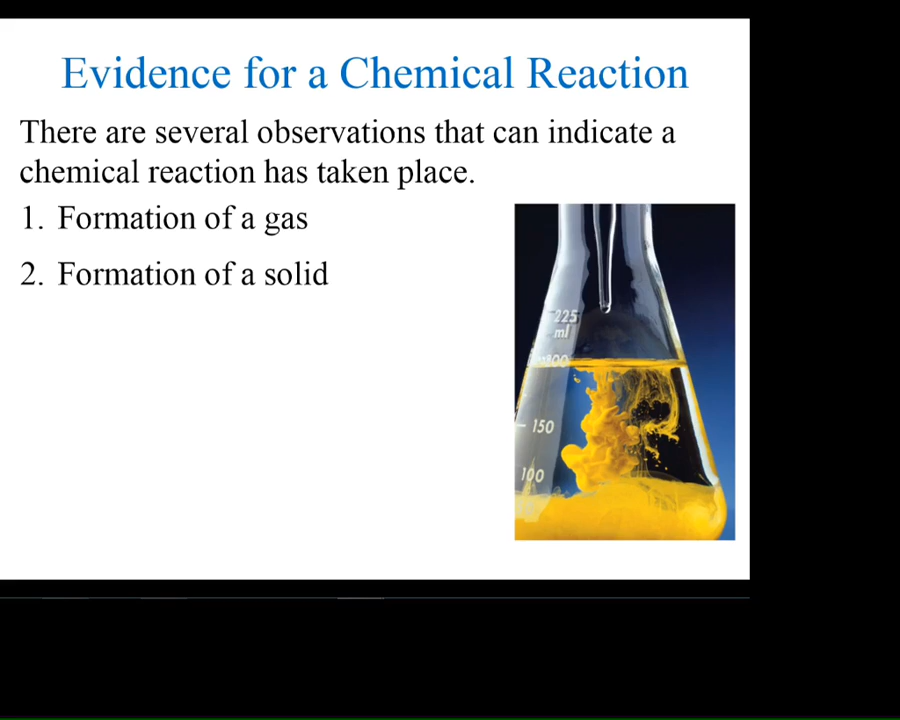 Evidence for a Chemical Reaction
There are several observations that can indicate a
chemical reaction has taken place.
1. Formation of a gas
2. Formation of a solid
225
ml
150
100